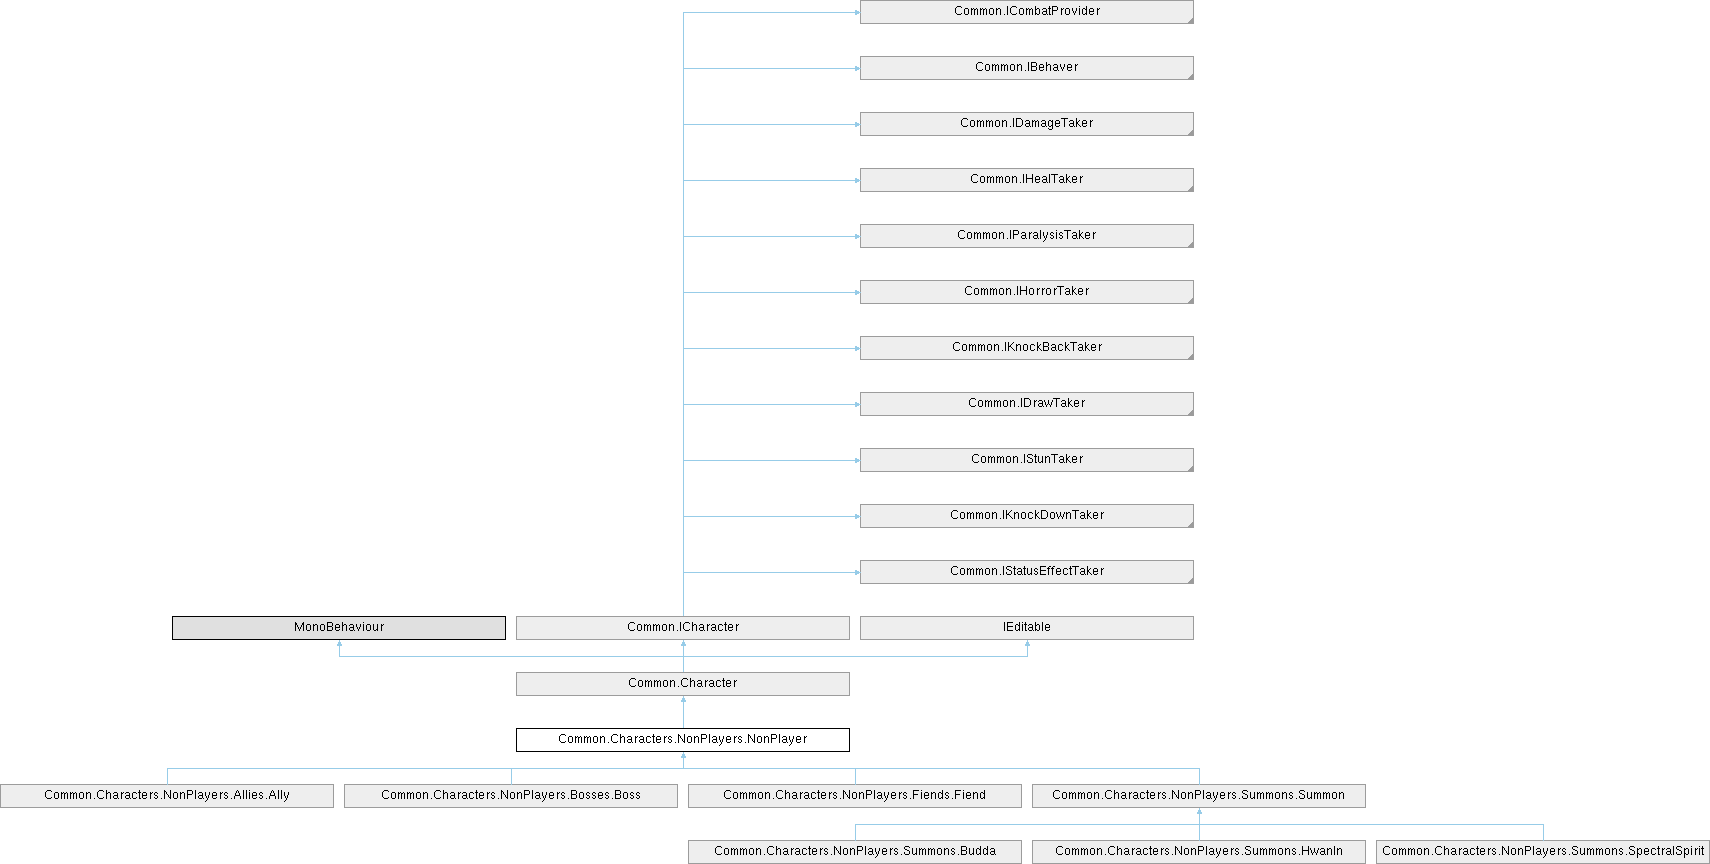 Common.ICombatProvider
Common.IBehaver
Common.IDamageTaker
Common.IHealTaker
Common.IParalysisTaker
Common.IHorrorTaker
Common.IKnockBackTaker
Common.IDrawTaker
Common.IStunTaker
Common.IKnockDownTaker
Common.IStatusEffectTaker
MonoBehaviour
Common.ICharacter
IEditable
Common.Character
Common.Characters.NonPlayers.NonPlayer
Common.Characters.NonPlayers.Allies.Ally
Common.Characters.NonPlayers.Bosses.Boss
Common.Characters.NonPlayers.Fiends.Fiend
Common.Characters.NonPlayers.Summons.Summon
Common.Characters.NonPlayers.Summons.Budda
Common.Characters.NonPlayers.Summons.HwanIn
Common.Characters.NonPlayers.Summons.SpectralSpirit